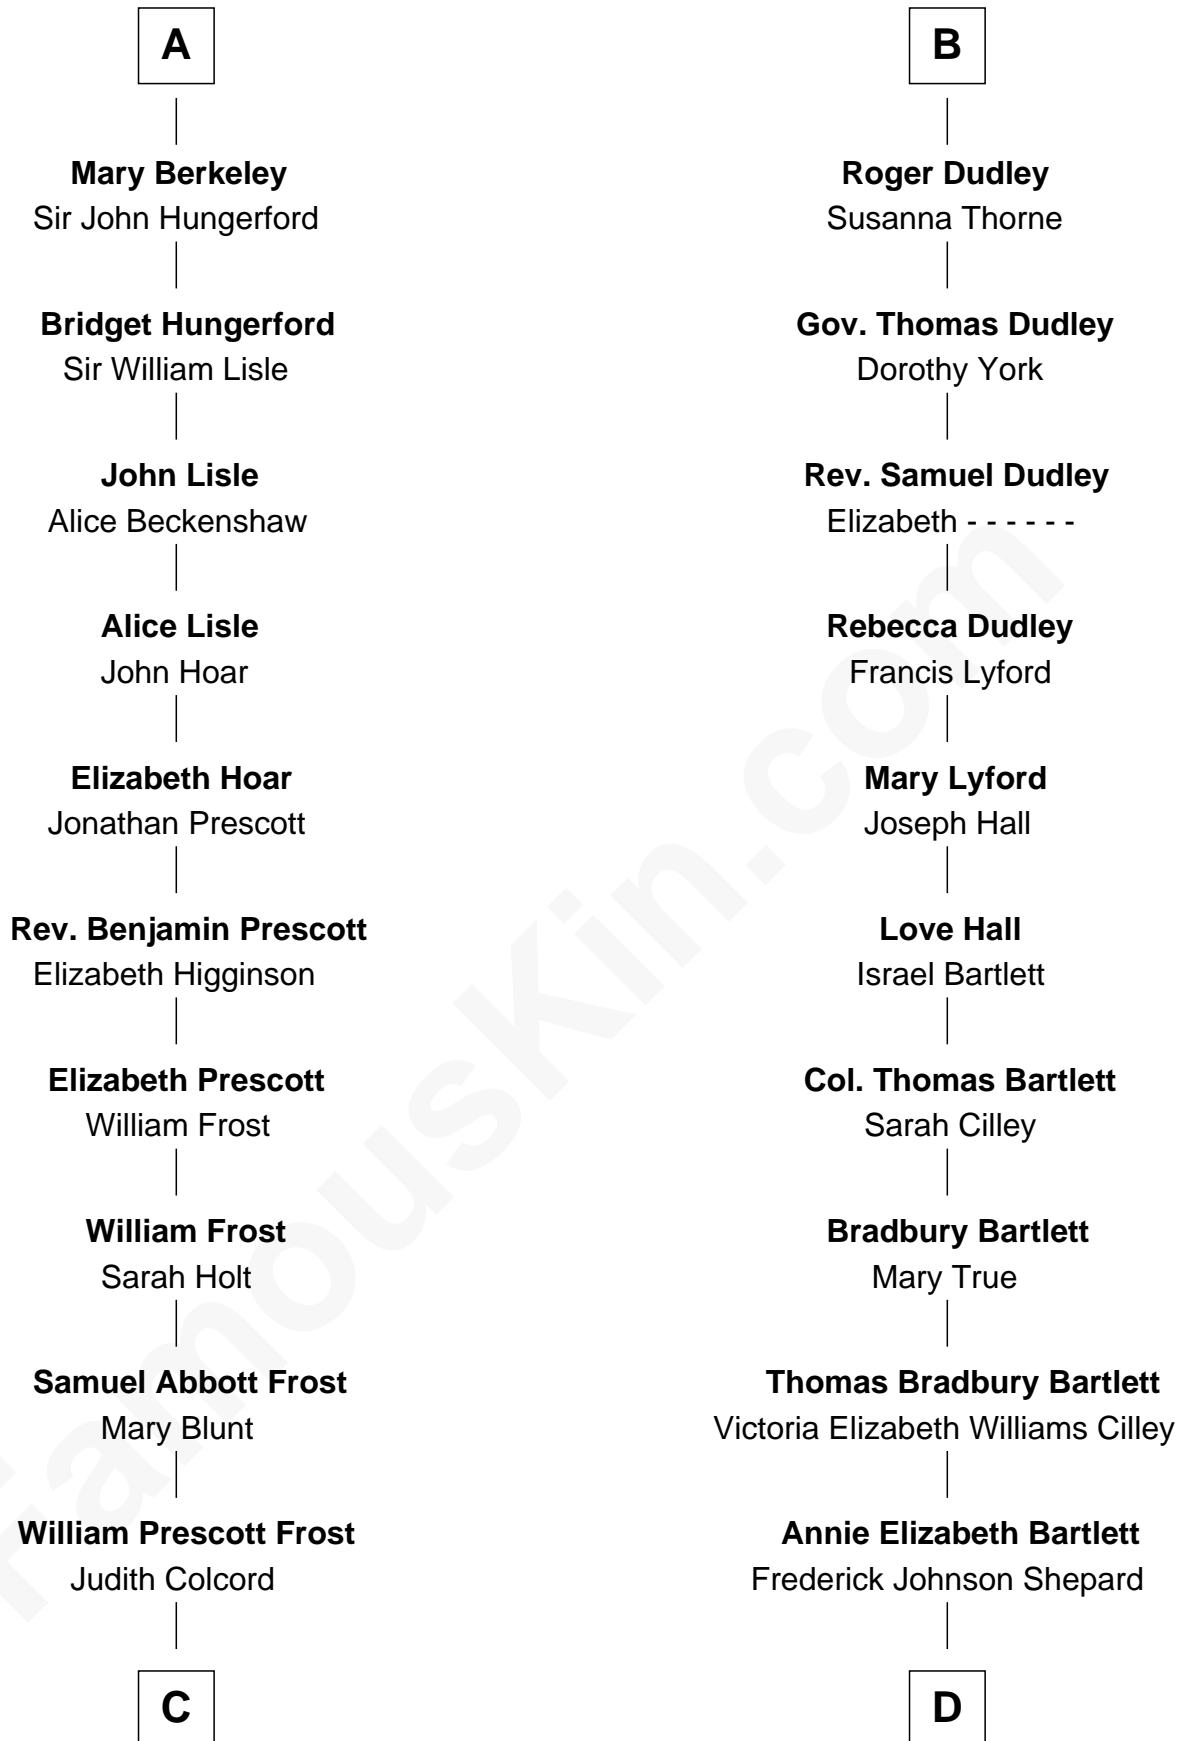 A
Mary Berkeley
Sir John Hungerford
Bridget Hungerford
Sir William Lisle
John Lisle
Alice Beckenshaw
Alice Lisle
John Hoar
Elizabeth Hoar
Jonathan Prescott
Rev. Benjamin Prescott
Elizabeth Higginson
Elizabeth Prescott
William Frost
William Frost
Sarah Holt
Samuel Abbott Frost
Mary Blunt
William Prescott Frost
Judith Colcord
C
B
Roger Dudley
Susanna Thorne
Gov. Thomas Dudley
Dorothy York
Rev. Samuel Dudley
Elizabeth - - - - - -
Rebecca Dudley
Francis Lyford
Mary Lyford
Joseph Hall
Love Hall
Israel Bartlett
Col. Thomas Bartlett
Sarah Cilley
Bradbury Bartlett
Mary True
Thomas Bradbury Bartlett
Victoria Elizabeth Williams Cilley
Annie Elizabeth Bartlett
Frederick Johnson Shepard
D
FamousKin.com